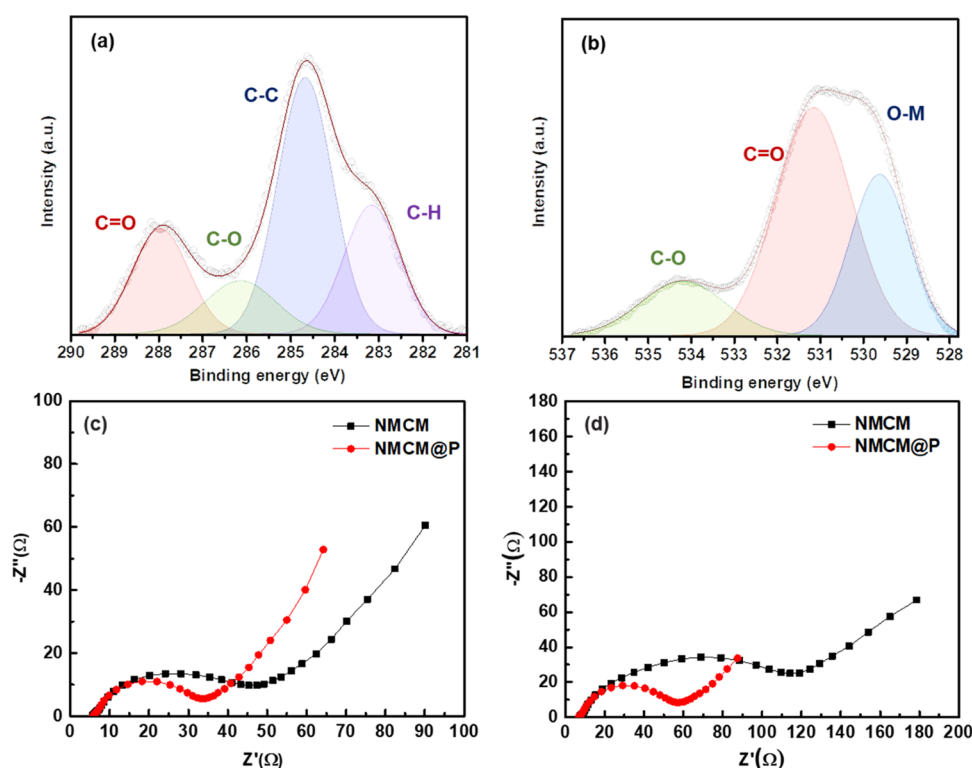 (a)
C=O
C-O
C-C
C-H
Intensity (a.u.)
290 289 288 287 286 285 284 283 282 281
Binding energy (eV)
(b)
C-O
C=O
O-M
Intensity (a.u.)
537 536 535 534 533 532 531 530 529 528
Binding energy (eV)
(c)
NMCM
NMCM@P
-Z"(Ω)
100
80
60
40
20
0
0 10 20 30 40 50 60 70 80 90 100
Z'(Ω)
(d)
NMCM
NMCM@P
-Z"(Ω)
180
160
140
120
100
80
60
40
20
0
0 20 40 60 80 100 120 140 160 180 200
Z'(Ω)